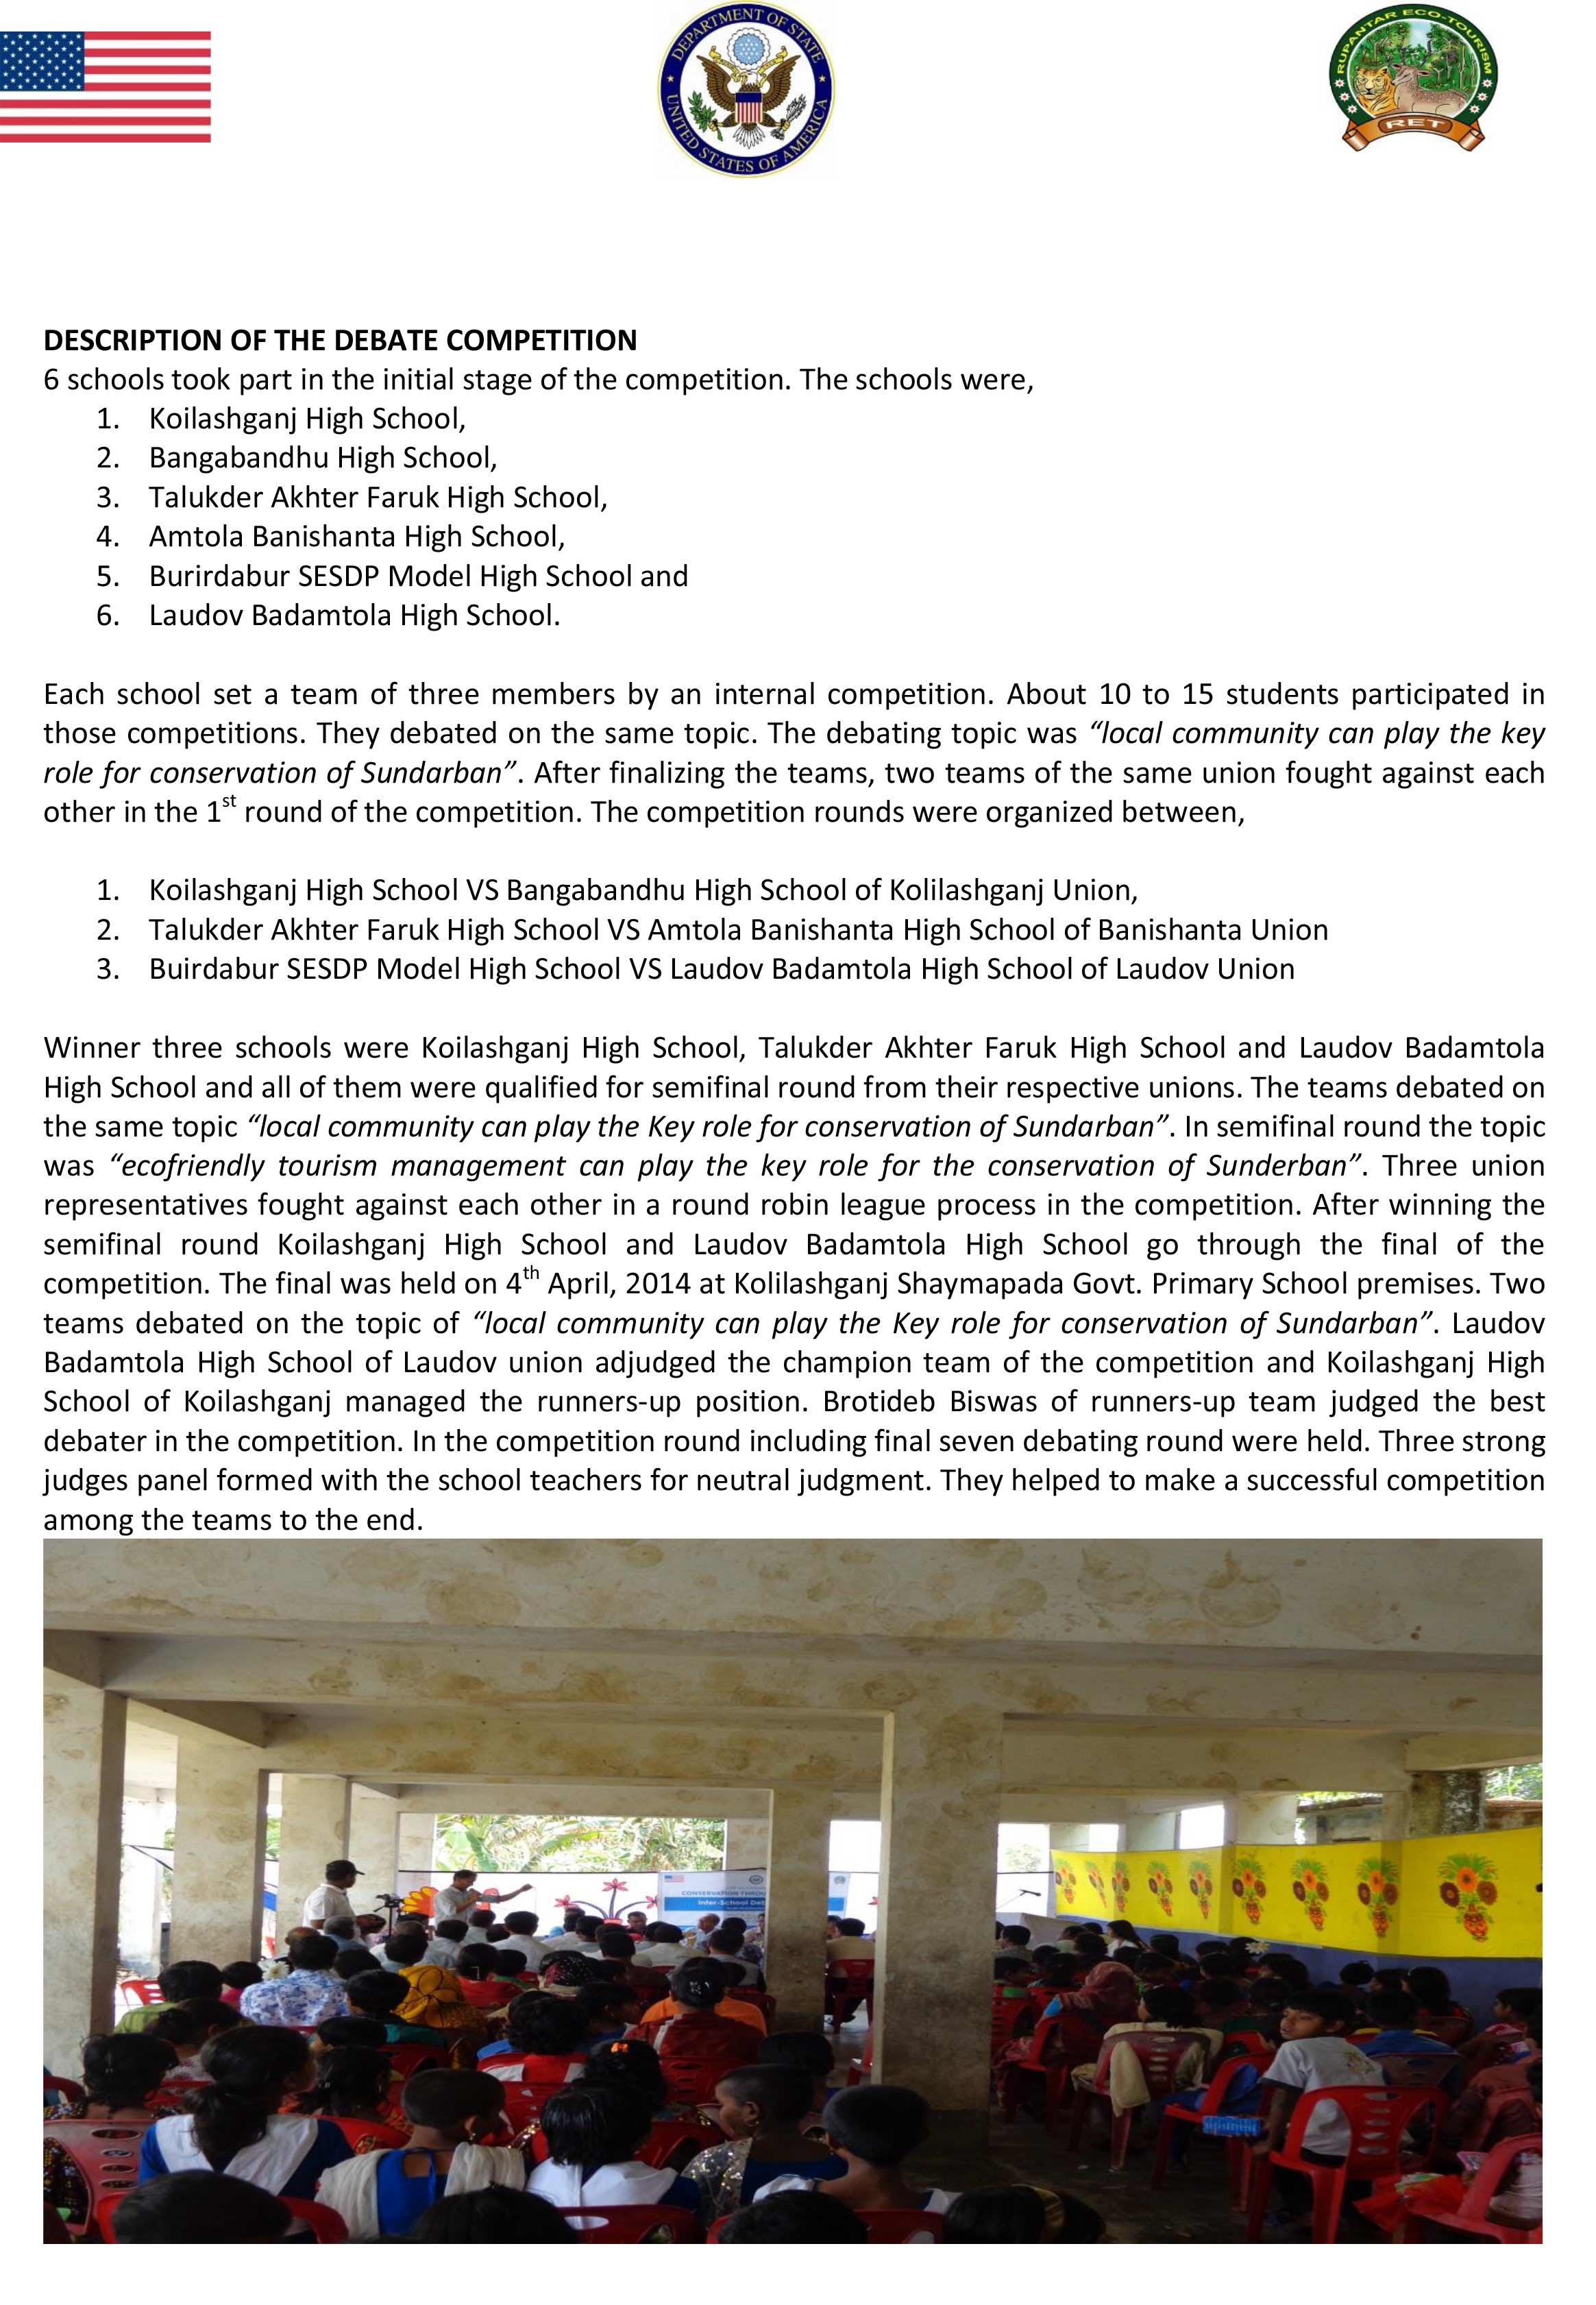 DEPARTMENT OF STATE
UNITED STATES OF AMERICA
RUPANTAR ECO-TOURISM
RET
DESCRIPTION OF THE DEBATE COMPETITION
6 schools took part in the initial stage of the competition. The schools were,
1. Koilashganj High School,
2. Bangabandhu High School,
3. Talukder Akhter Faruk High School,
4. Amtola Banishanta High School,
5. Burirdabur SESDP Model High School and
6. Laudov Badamtola High School.
Each school set a team of three members by an internal competition. About 10 to 15 students participated in
those competitions. They debated on the same topic. The debating topic was “local community can play the key
role for conservation of Sundarban”. After finalizing the teams, two teams of the same union fought against each
other in the 1st round of the competition. The competition rounds were organized between,
1. Koilashganj High School VS Bangabandhu High School of Kolilashganj Union,
2. Talukder Akhter Faruk High School VS Amtola Banishanta High School of Banishanta Union
3. Buirdabur SESDP Model High School VS Laudov Badamtola High School of Laudov Union
Winner three schools were Koilashganj High School, Talukder Akhter Faruk High School and Laudov Badamtola
High School and all of them were qualified for semifinal round from their respective unions. The teams debated on
the same topic “local community can play the Key role for conservation of Sundarban”. In semifinal round the topic
was “ecofriendly tourism management can play the key role for the conservation of Sunderban”. Three union
representatives fought against each other in a round robin league process in the competition. After winning the
semifinal round Koilashganj High School and Laudov Badamtola High School go through the final of the
competition. The final was held on 4th April, 2014 at Kolilashganj Shaymapada Govt. Primary School premises. Two
teams debated on the topic of “local community can play the Key role for conservation of Sundarban”. Laudov
Badamtola High School of Laudov union adjudged the champion team of the competition and Koilashganj High
School of Koilashganj managed the runners-up position. Brotideb Biswas of runners-up team judged the best
debater in the competition. In the competition round including final seven debating round were held. Three strong
judges panel formed with the school teachers for neutral judgment. They helped to make a successful competition
among the teams to the end.
CONSERVATION THROU
Inter-School Deb